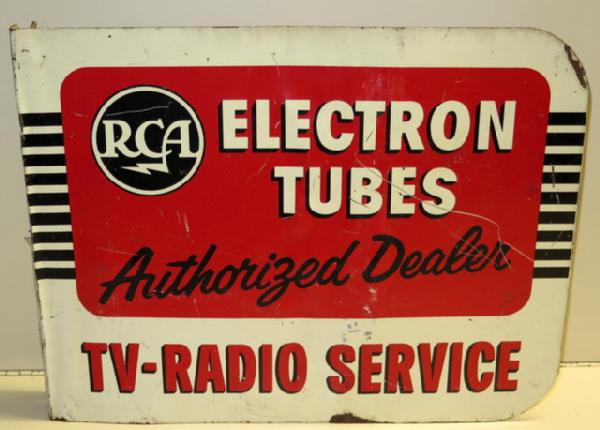 RCA
ELECTRON
TUBES
Authorized Dealer
TV-RADIO SERVICE